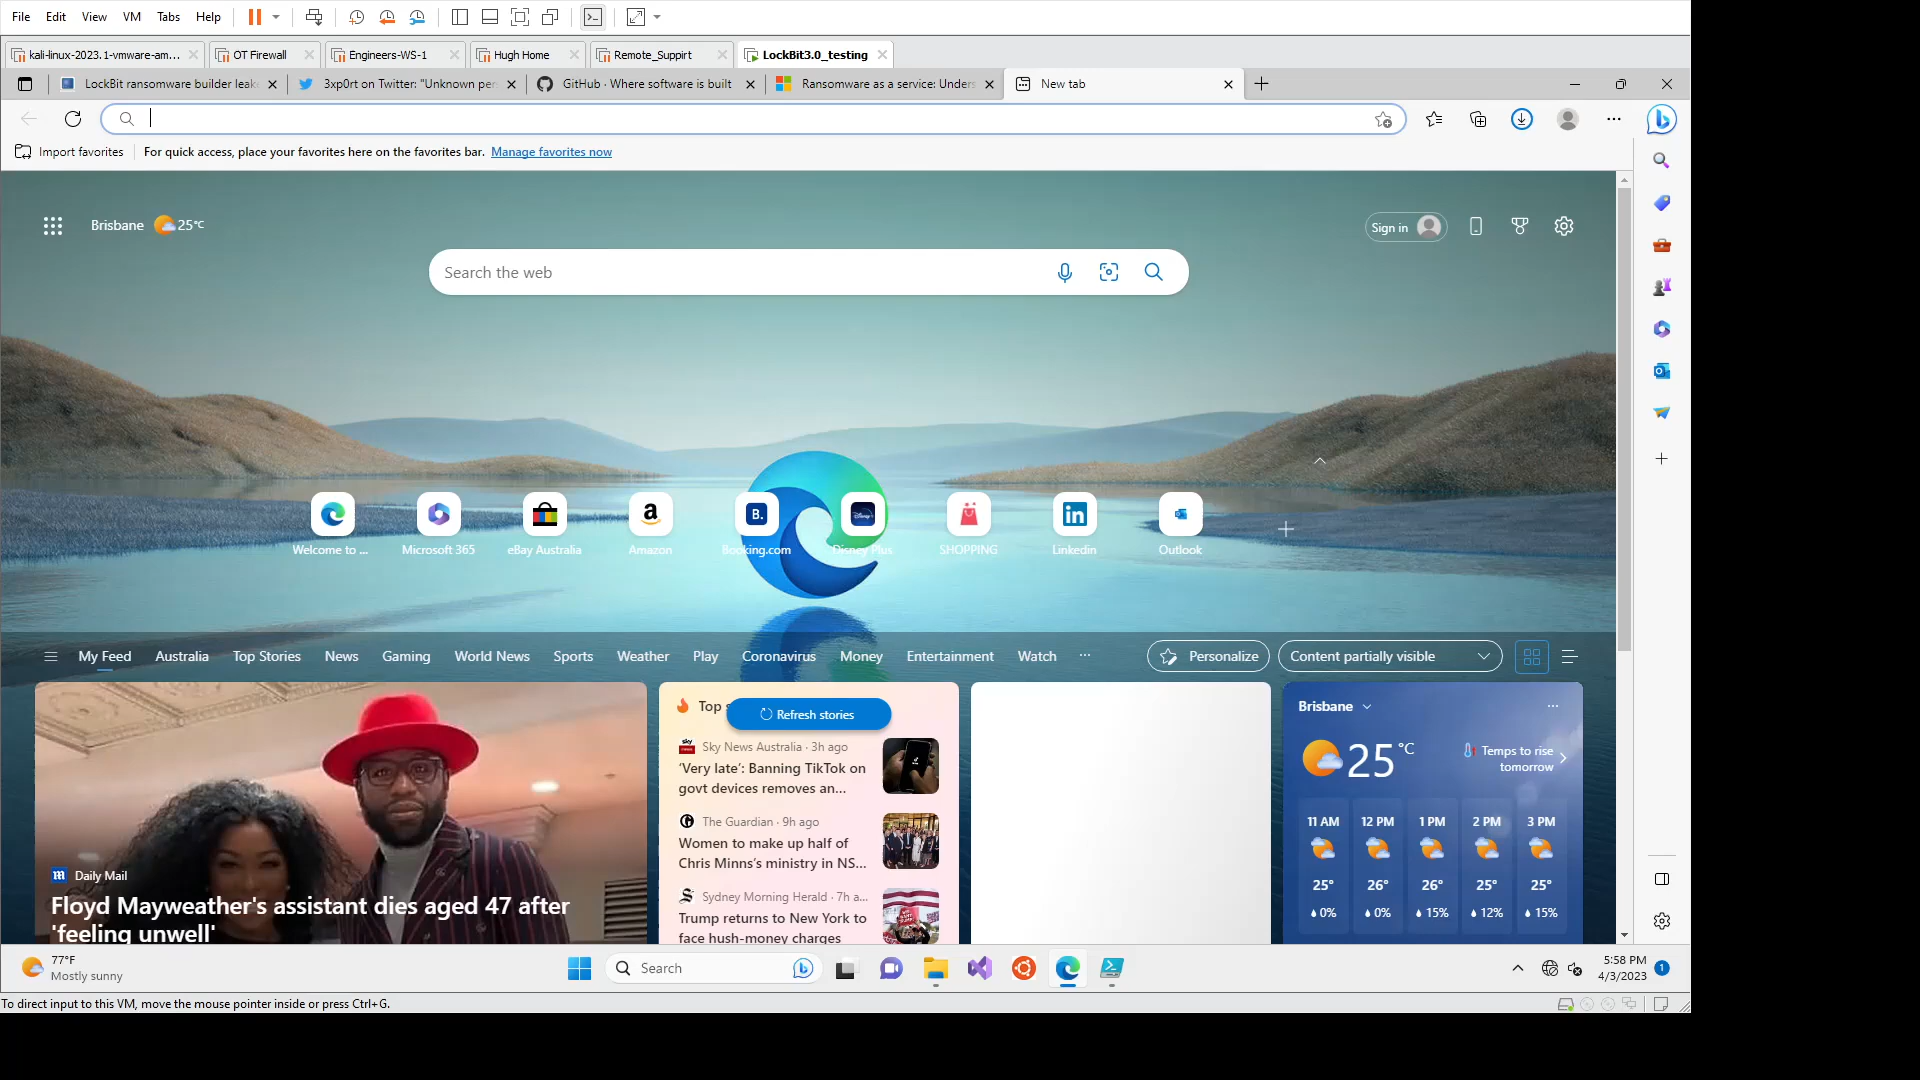 File Edit View VM Tabs Help
kali-linux-2023.1-vmware-am... OT Firewall Engineers-WS-1 Hugh Home Remote_Suppirt LockBit3.0_testing
LockBit ransomware builder leak 3xp0rt on Twitter: "Unknown per GitHub · Where software is built Ransomware as a service: Unders New tab
Import favorites For quick access, place your favorites here on the favorites bar. Manage favorites now
Brisbane 25°C
Sign in
Search the web
Welcome to ... Microsoft 365 eBay Australia Amazon Booking.com Disney Plus SHOPPING Linkedin Outlook
My Feed Australia Top Stories News Gaming World News Sports Weather Play Coronavirus Money Entertainment Watch ... Personalize Content partially visible
Daily Mail
Floyd Mayweather's assistant dies aged 47 after
'feeling unwell'
Top s
Refresh stories
Sky News Australia · 3h ago
‘Very late’: Banning TikTok on
govt devices removes an...
The Guardian · 9h ago
Women to make up half of
Chris Minns’s ministry in NS...
Sydney Morning Herald · 7h a...
Trump returns to New York to
face hush-money charges
Brisbane
25 °C
Temps to rise
tomorrow
11 AM 12 PM 1 PM 2 PM 3 PM
25° 26° 26° 25° 25°
0% 0% 15% 12% 15%
77°F
Mostly sunny
Search
5:58 PM
4/3/2023
1
To direct input to this VM, move the mouse pointer inside or press Ctrl+G.